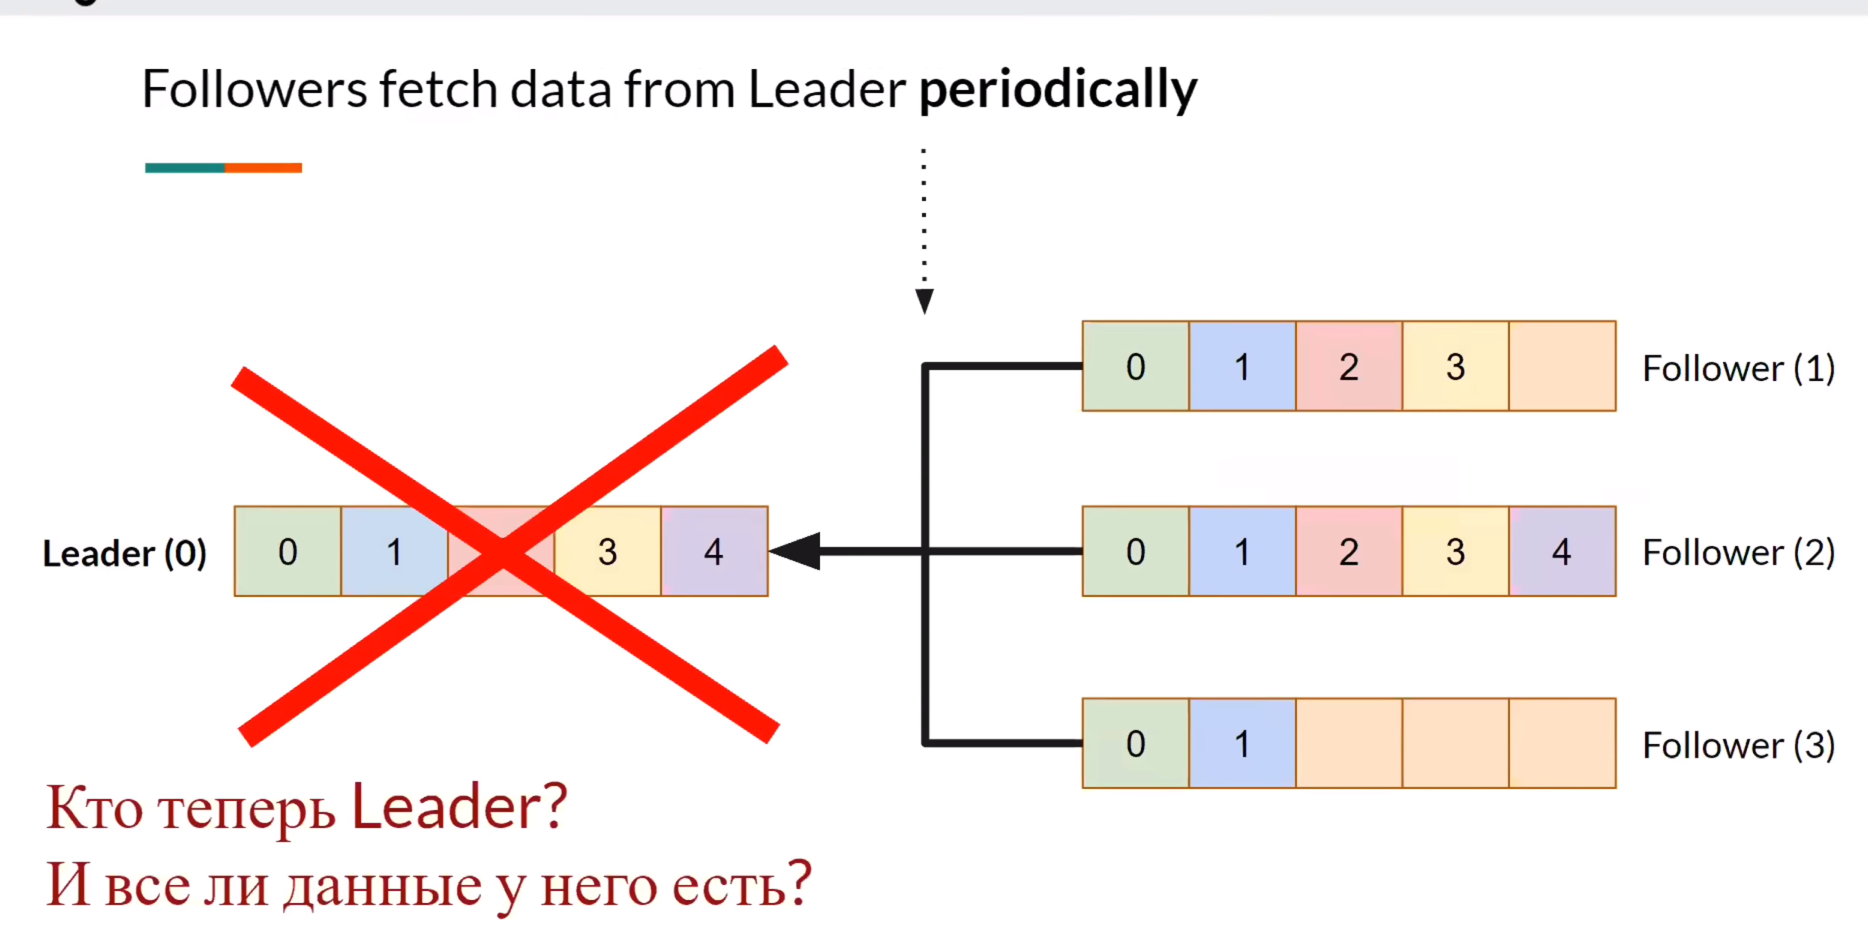 Followers fetch data from Leader periodically
0 1 2 3 Follower (1)
Leader (0) 0 1 3 4
0 1 2 3 4 Follower (2)
0 1 Follower (3)
Кто теперь Leader?
И все ли данные у него есть?